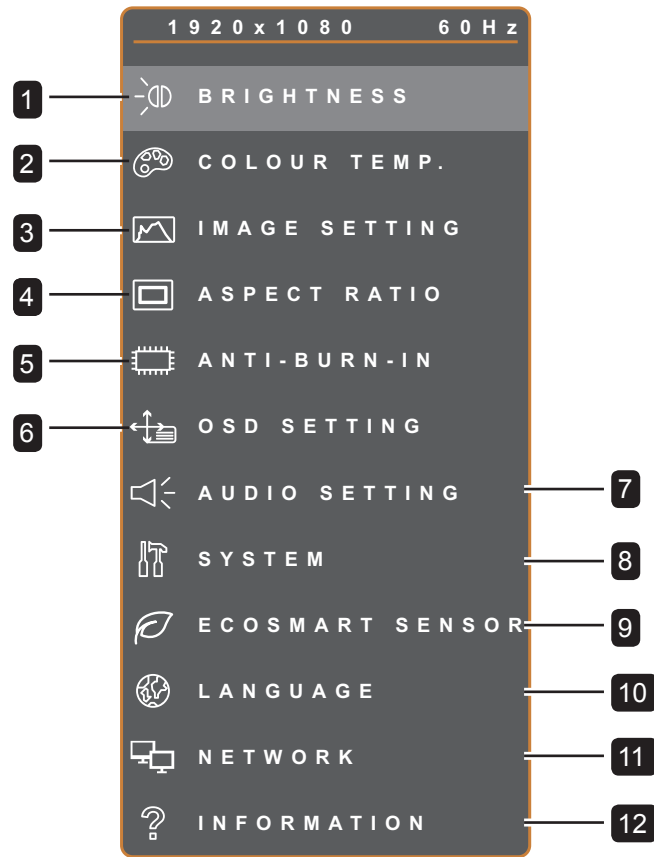 1920x1080 60Hz
1 BRIGHTNESS
2 COLOUR TEMP.
3 IMAGE SETTING
4 ASPECT RATIO
5 ANTI-BURN-IN
6 OSD SETTING
AUDIO SETTING 7
SYSTEM 8
ECOSMART SENSOR 9
LANGUAGE 10
NETWORK 11
INFORMATION 12